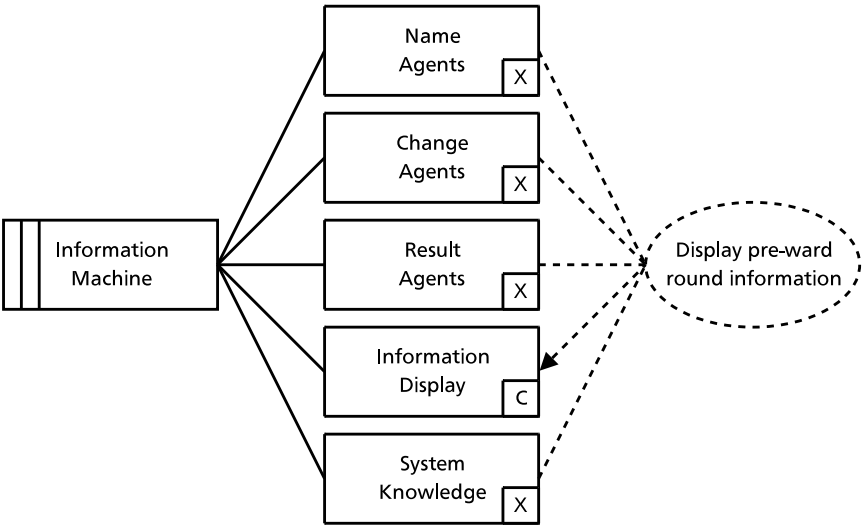 Name
Agents
X
Change
Agents
X
Information
Machine
Result
Agents
X
Display pre-ward
round information
Information
Display
C
System
Knowledge
X